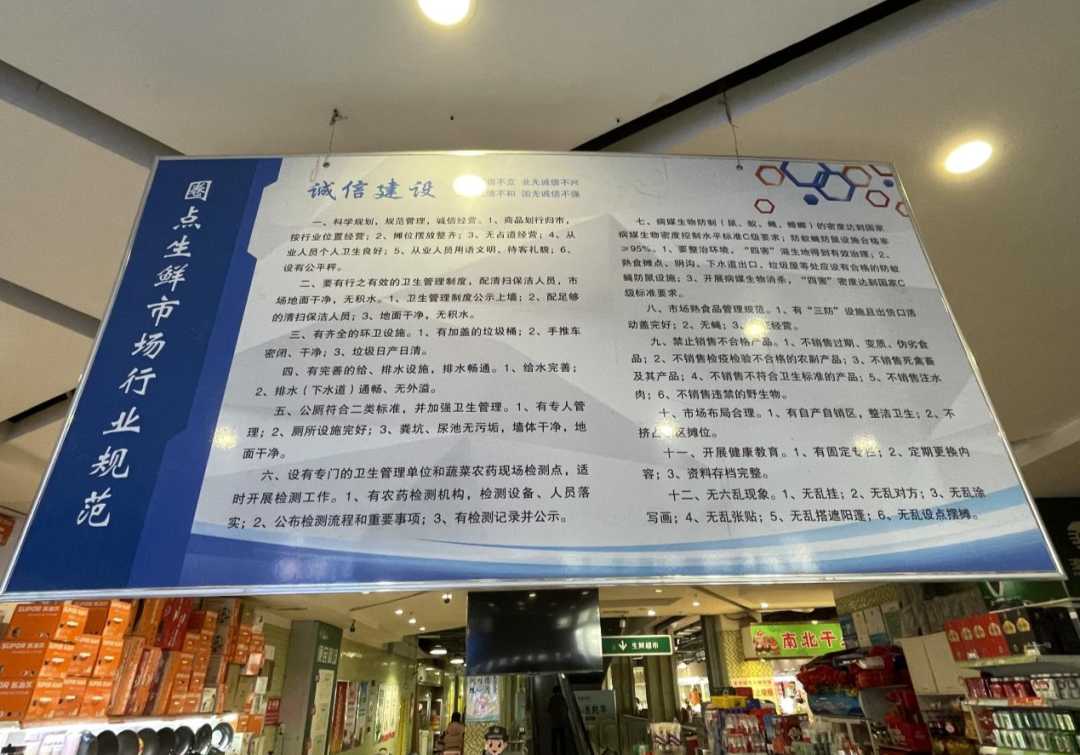 圈点生鲜市场行业规范
诚信建设
信不立 业无诚信不兴
信不和 国无诚信不强
一、科学规划，规范管理，诚信经营。1、商品划行归市，
按行业位置经营；2、摊位摆放整齐；3、无占道经营；4、从
业人员个人卫生良好；5、从业人员用语文明，待客礼貌；6、
设有公平秤。
二、要有行之有效的卫生管理制度，配清扫保洁人员，市
场地面干净，无积水。1、卫生管理制度公示上墙；2、配足够
的清扫保洁人员；3、地面干净，无积水。
三、有齐全的环卫设施。1、有加盖的垃圾桶；2、手推车
密闭、干净；3、垃圾日产日清。
四、有完善的给、排水设施，排水畅通。1、给水完善；
2、排水（下水道）通畅、无外溢。
五、公厕符合二类标准，并加强卫生管理。1、有专人管
理；2、厕所设施完好；3、粪坑、尿池无污垢，墙体干净，地
面干净。
六、设有专门的卫生管理单位和蔬菜农药现场检测点，适
时开展检测工作。1、有农药检测机构，检测设备、人员落
实；2、公布检测流程和重要事项；3、有检测记录并公示。
七、病媒生物防制（鼠、蚊、蝇、蟑螂）的密度达到国家
病媒生物密度控制水平标准C级要求；防蚊蝇防鼠设施合格率
≥95%。1、要整治环境，“四害”滋生地得到有效治理；2、
熟食摊点、阴沟、下水道出口，垃圾屋等处应设有合格的防蚊
蝇防鼠设施；3、开展病媒生物消杀，“四害”密度达到国家C
级标准要求。
八、市场熟食品管理规范。1、有“三防”设施且出货口活
动盖完好；2、无蝇；3、证经营。
九、禁止销售不合格产品。1、不销售过期、变质、伪劣食
品；2、不销售检疫检验不合格的农副产品；3、不销售死禽畜
及其产品；4、不销售不符合卫生标准的产品；5、不销售注水
肉；6、不销售违禁的野生物。
十、市场布局合理。1、有自产自销区，整洁卫生；2、不
挤占区摊位。
十一、开展健康教育。1、有固定专栏；2、定期更换内
容；3、资料存档完整。
十二、无六乱现象。1、无乱挂；2、无乱对方；3、无乱涂
写画；4、无乱张贴；5、无乱搭遮阳蓬；6、无乱设点摆摊。
SUPOR
生鲜超市
南北干